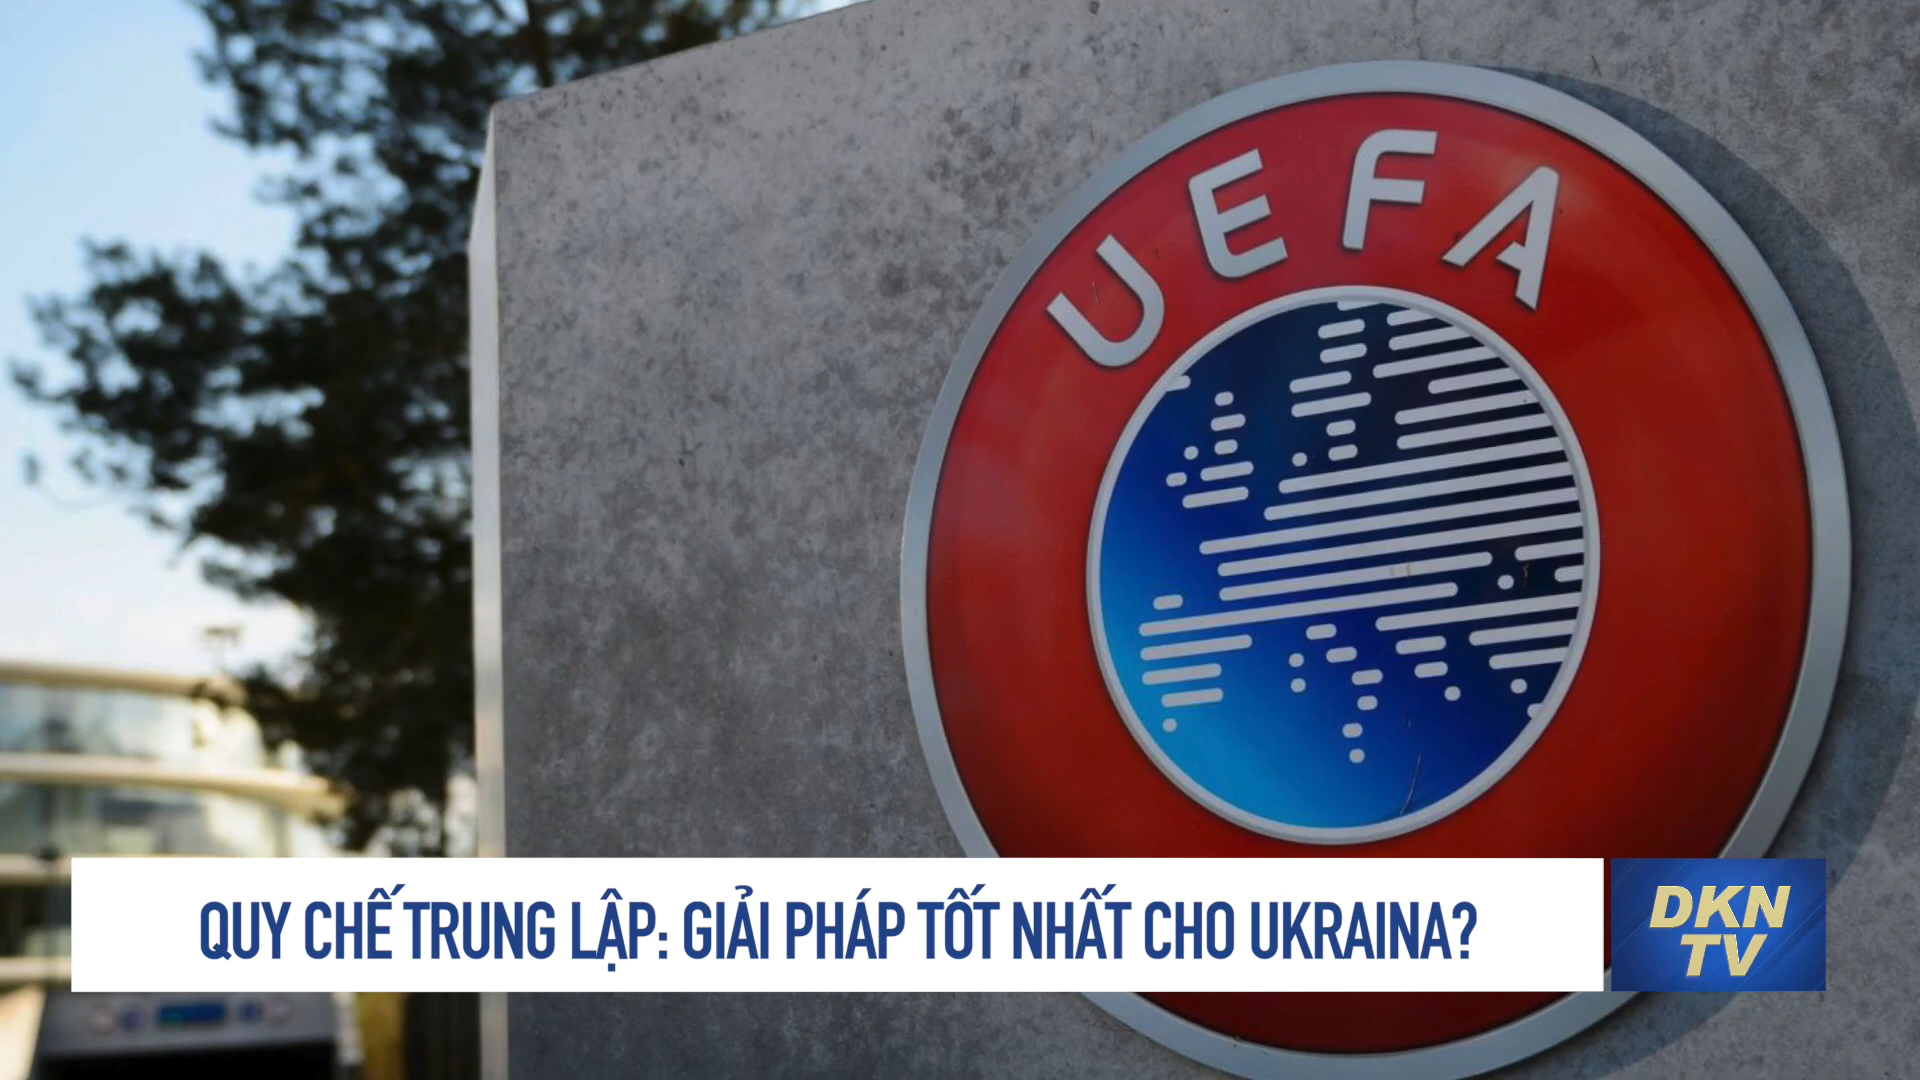 UEFA
QUY CHẾ TRUNG LẬP: GIẢI PHÁP TỐT NHẤT CHO UKRAINA?
DKN
TV